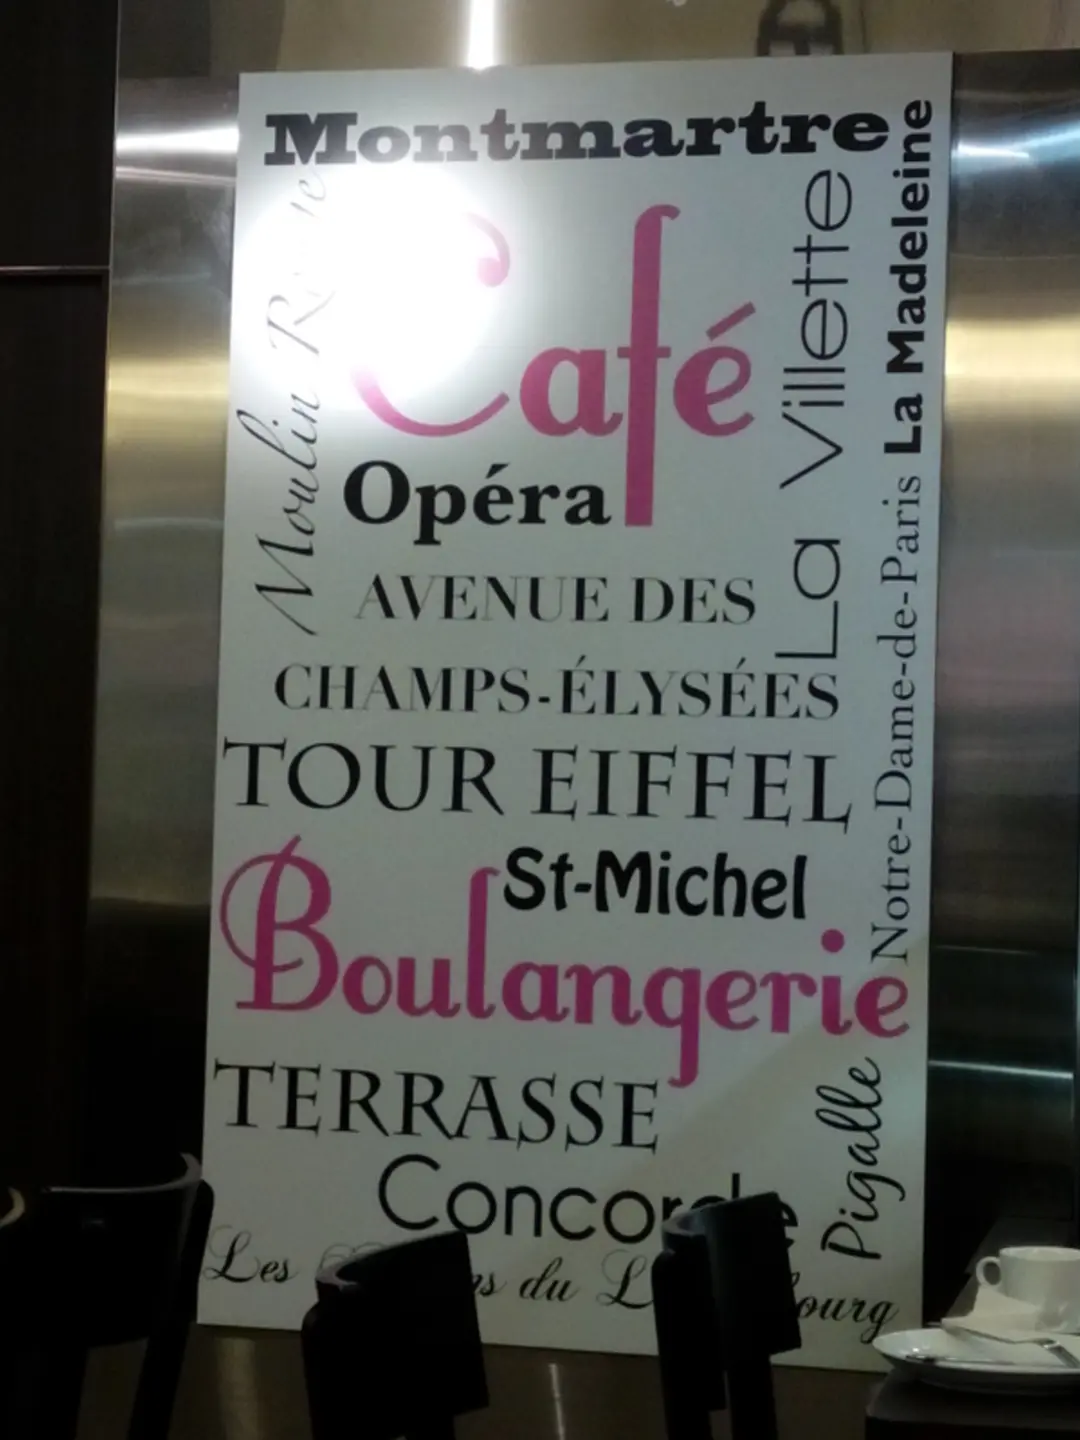 Montmartre
Moulin
Café
La Villette
La Madeleine
Opéra
AVENUE DES
CHAMPS-ÉLYSÉES
Notre-Dame-de-Paris
TOUR EIFFEL
St-Michel
Boulangerie
TERRASSE
Pigalle
Concorde
Les du